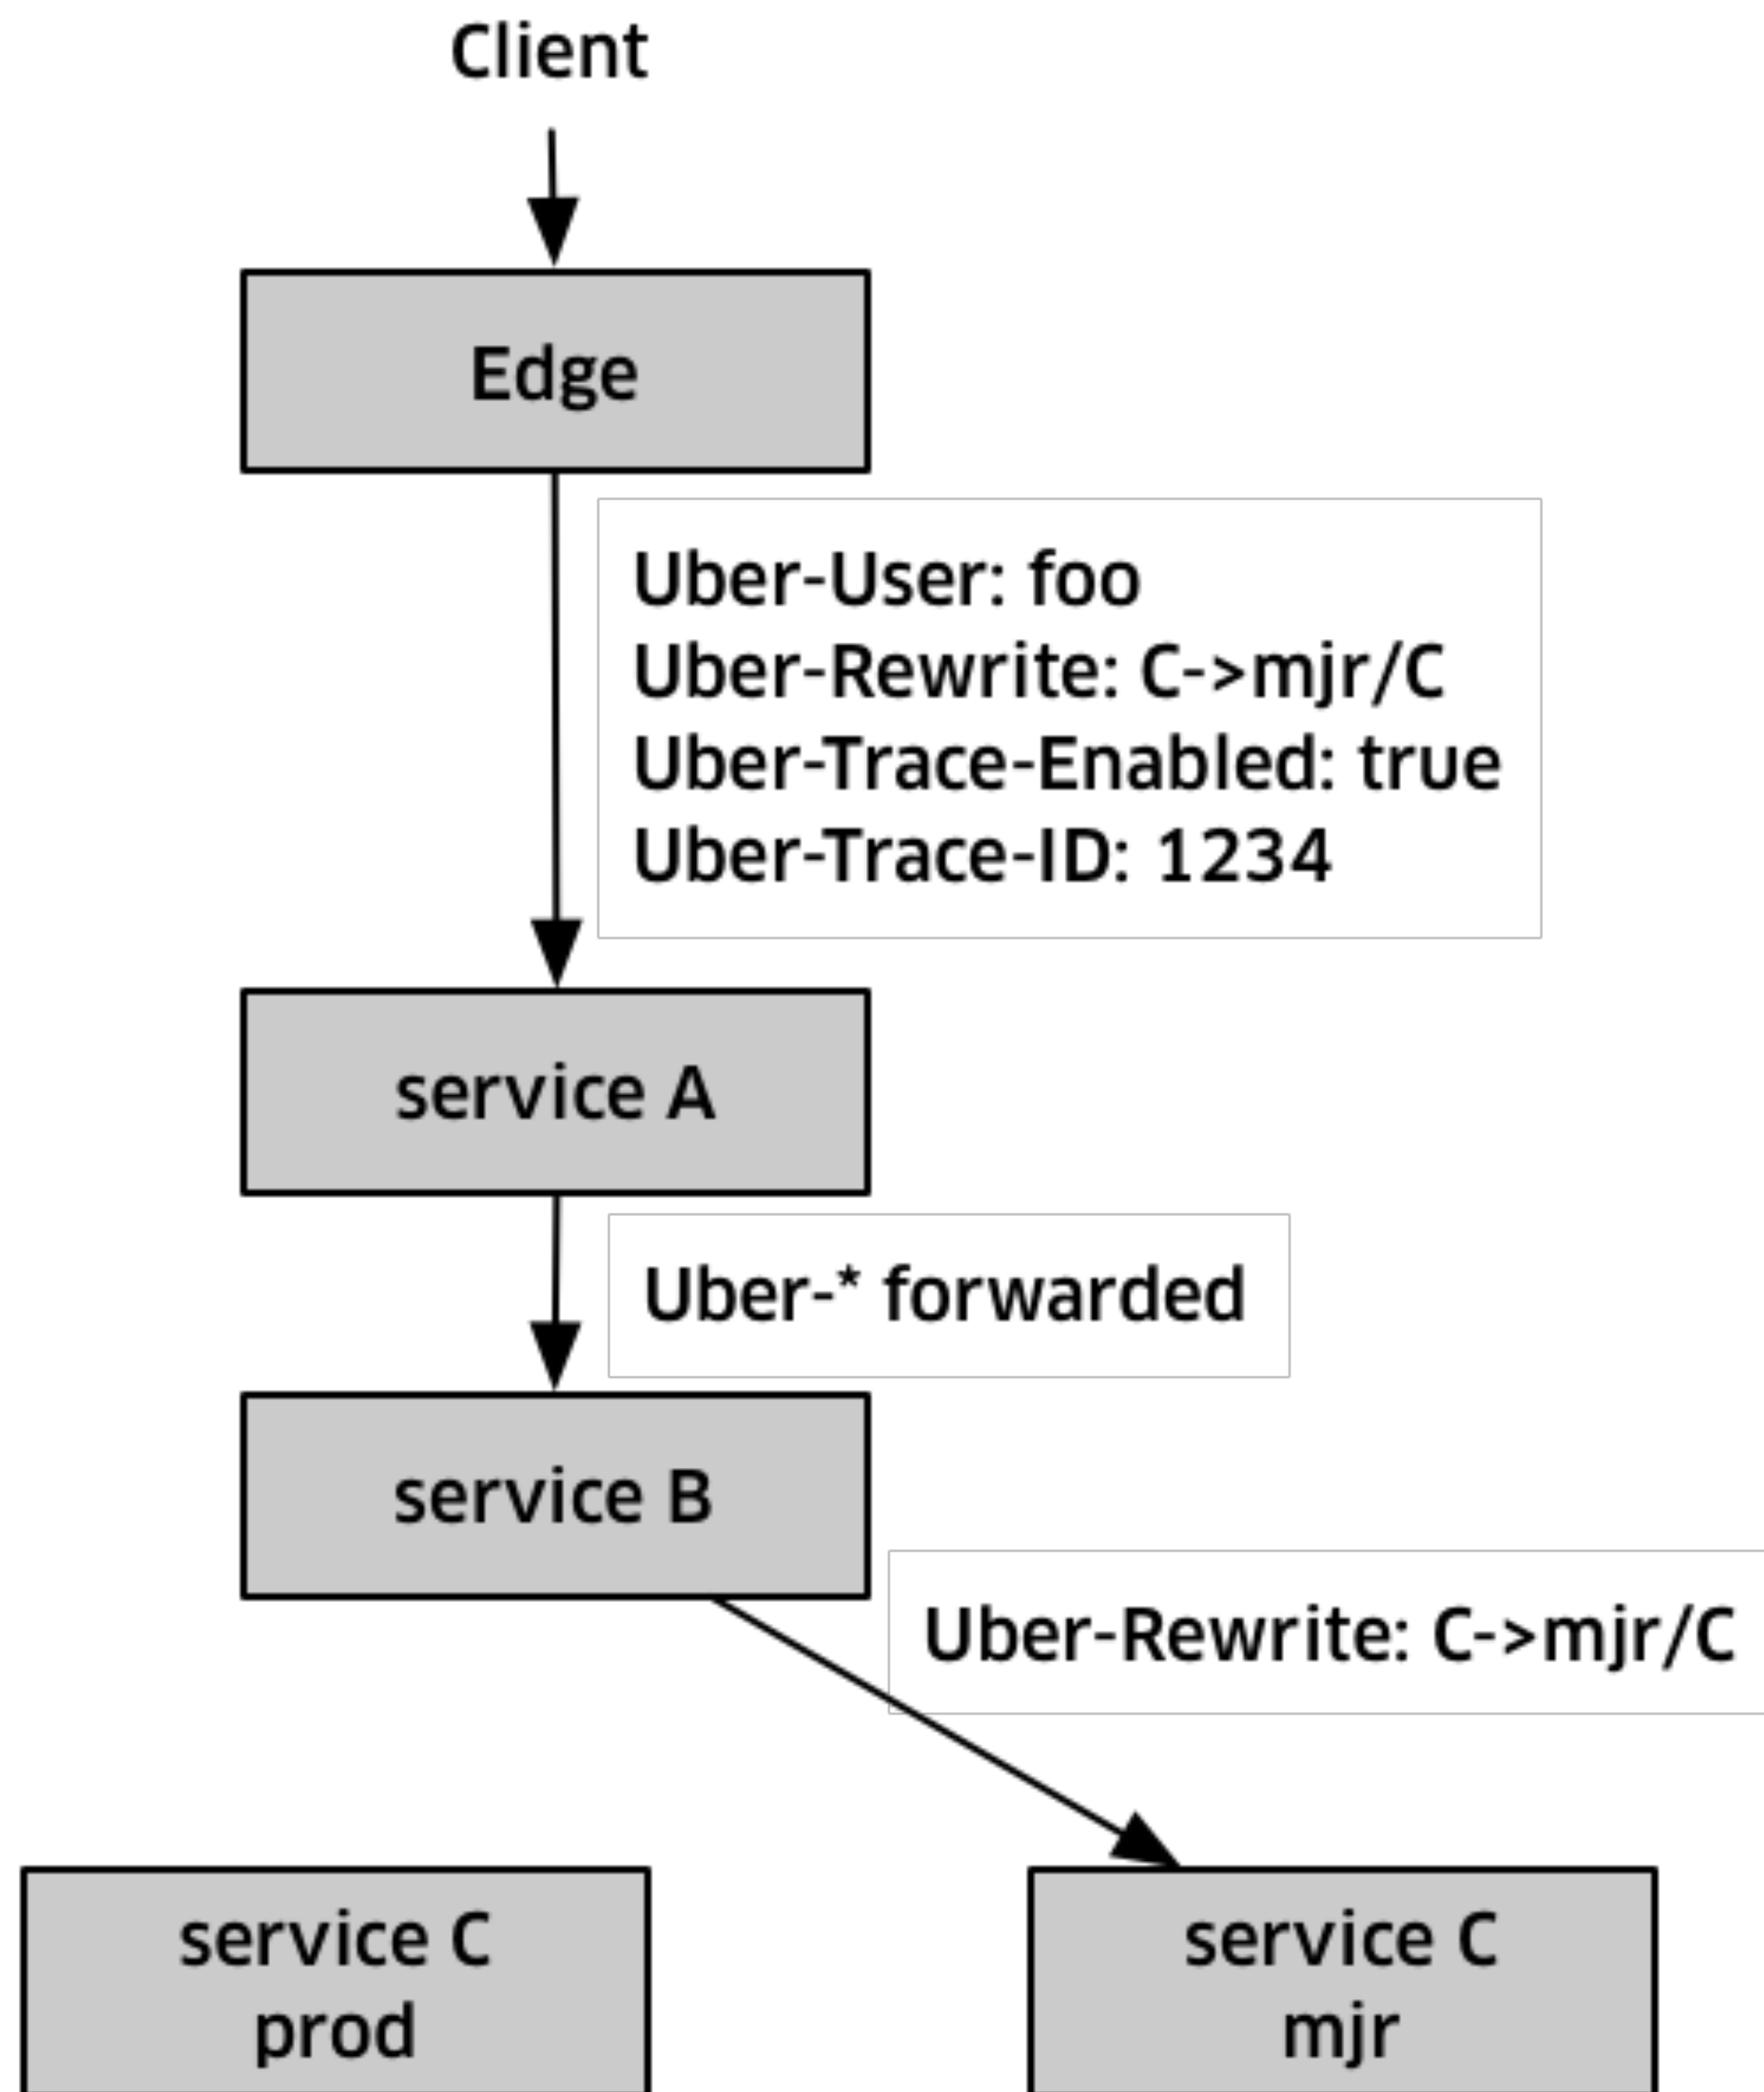 Client
Edge
Uber-User: foo
Uber-Rewrite: C->mjr/C
Uber-Trace-Enabled: true
Uber-Trace-ID: 1234
service A
Uber-* forwarded
service B
Uber-Rewrite: C->mjr/C
service C
prod
service C
mjr